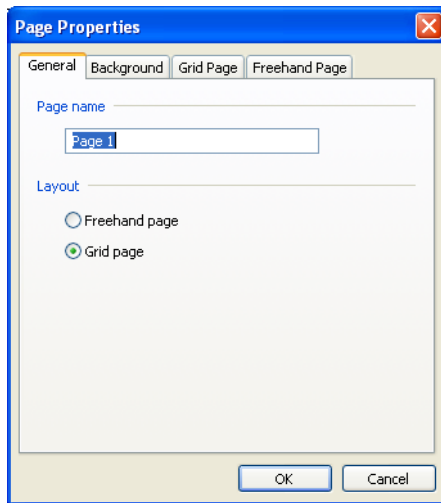 Page Properties
General Background Grid Page Freehand Page
Page name
Page 1
Layout
Freehand page
Grid page
OK Cancel